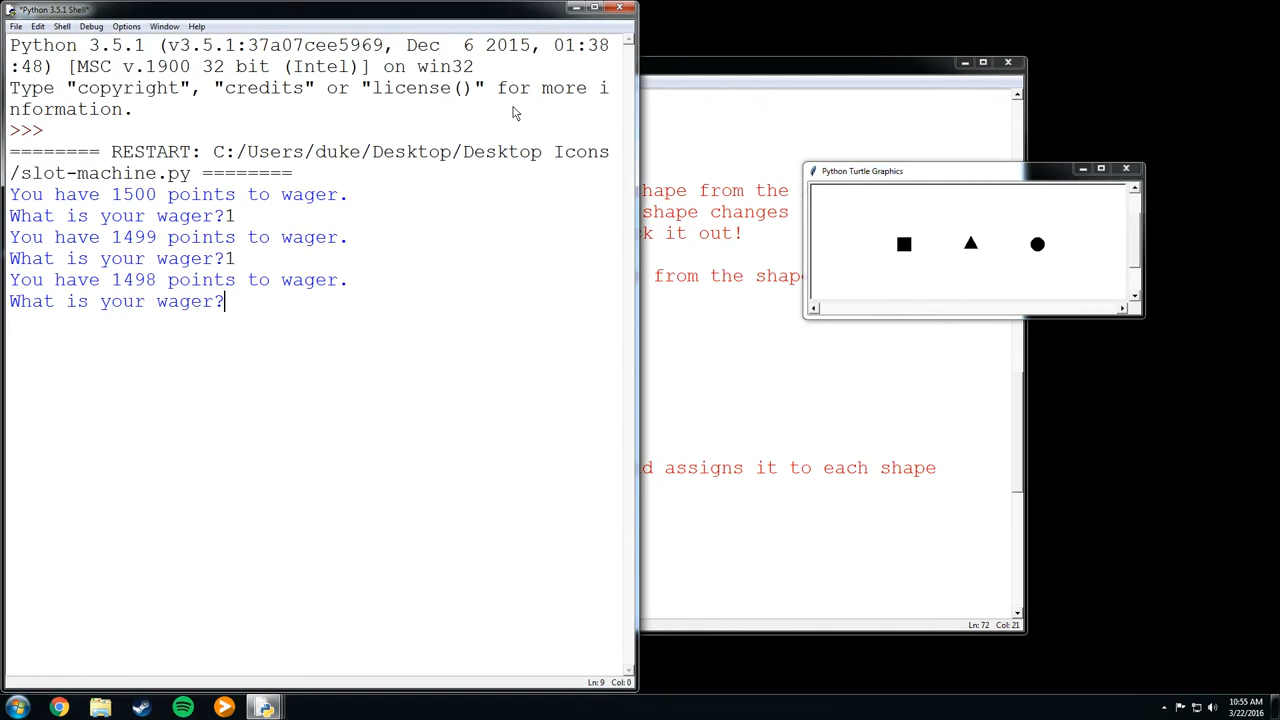 *Python 3.5.1 Shell*
File Edit Shell Debug Options Window Help
Python 3.5.1 (v3.5.1:37a07cee5969, Dec  6 2015, 01:38
:48) [MSC v.1900 32 bit (Intel)] on win32
Type "copyright", "credits" or "license()" for more i
nformation.
>>>
======== RESTART: C:/Users/duke/Desktop/Desktop Icons
/slot-machine.py ========
You have 1500 points to wager.
What is your wager?1
You have 1499 points to wager.
What is your wager?1
You have 1498 points to wager.
What is your wager?
Ln: 9 Col: 0
hape from the
shape changes
k it out!
from the shape
d assigns it to each shape
Ln: 72 Col: 21
Python Turtle Graphics
10:55 AM
3/22/2016